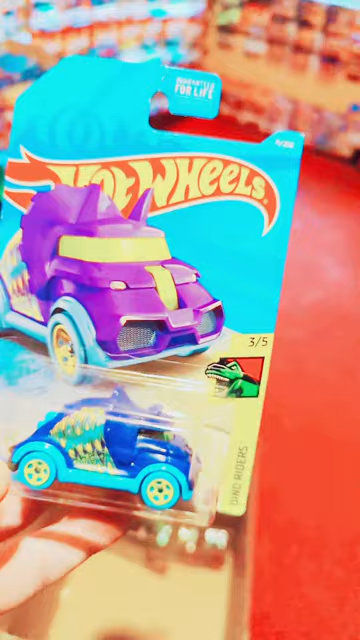 GUARANTEED
FOR LIFE
HOT WHEELS
3/5
DINO RIDERS